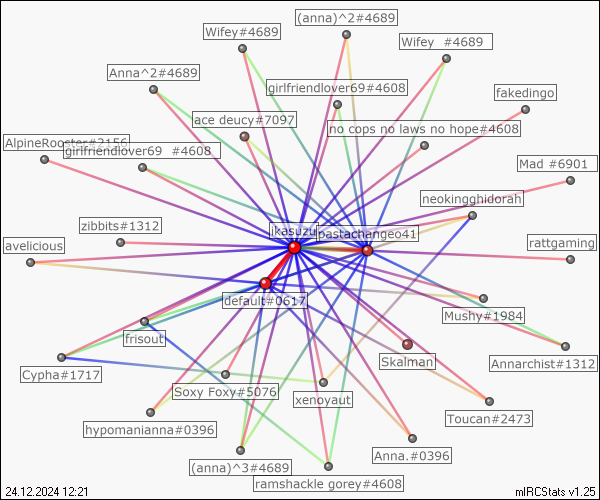 (anna)^2#4689
Wifey#4689
Wifey #4689
Anna^2#4689
girlfriendlover69#4608
fakedingo
ace deucy#7097
no cops no laws no hope#4608
AlpineRooster#2156
girlfriendlover69 #4608
Mad #6901
neokingghidorah
zibbits#1312
ikasuzu
pastachangeo41
avelicious
rattgaming
default#0617
Mushy#1984
frisout
Skalman
Annarchist#1312
Cypha#1717
Soxy Foxy#5076
xenoyaut
Toucan#2473
hypomanianna#0396
Anna.#0396
(anna)^3#4689
ramshackle gorey#4608
24.12.2024 12:21
mIRCStats v1.25